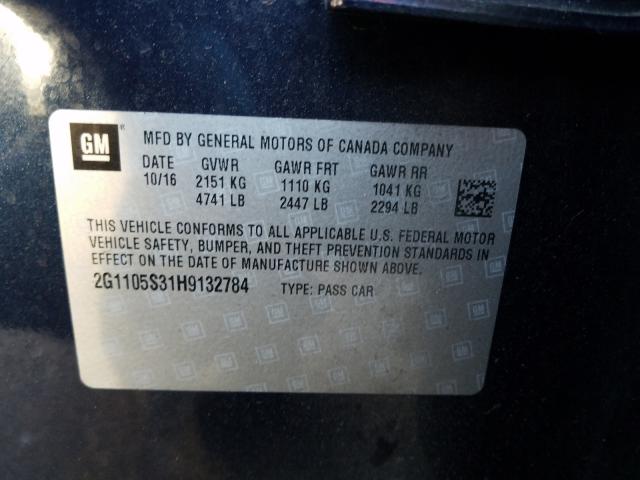 GM
MFD BY GENERAL MOTORS OF CANADA COMPANY
DATE GVWR GAWR FRT GAWR RR
10/16 2151 KG 1110 KG 1041 KG
4741 LB 2447 LB 2294 LB
THIS VEHICLE CONFORMS TO ALL APPLICABLE U.S. FEDERAL MOTOR
VEHICLE SAFETY, BUMPER, AND THEFT PREVENTION STANDARDS IN
EFFECT ON THE DATE OF MANUFACTURE SHOWN ABOVE.
2G1105S31H9132784 TYPE: PASS CAR